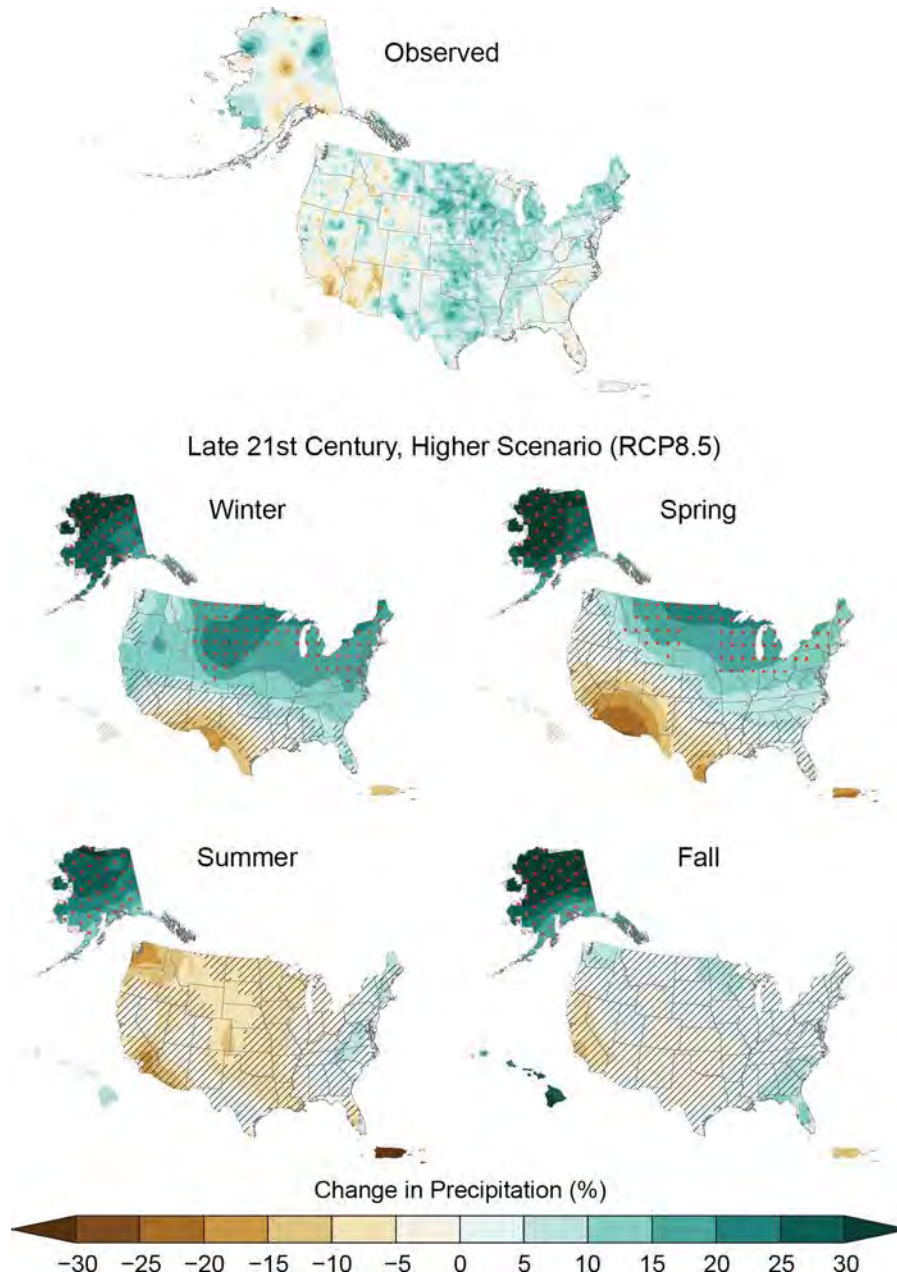 Observed
Late 21st Century, Higher Scenario (RCP8.5)
Winter
Spring
Summer
Fall
Change in Precipitation (%)
−30 −25 −20 −15 −10 −5 0 5 10 15 20 25 30